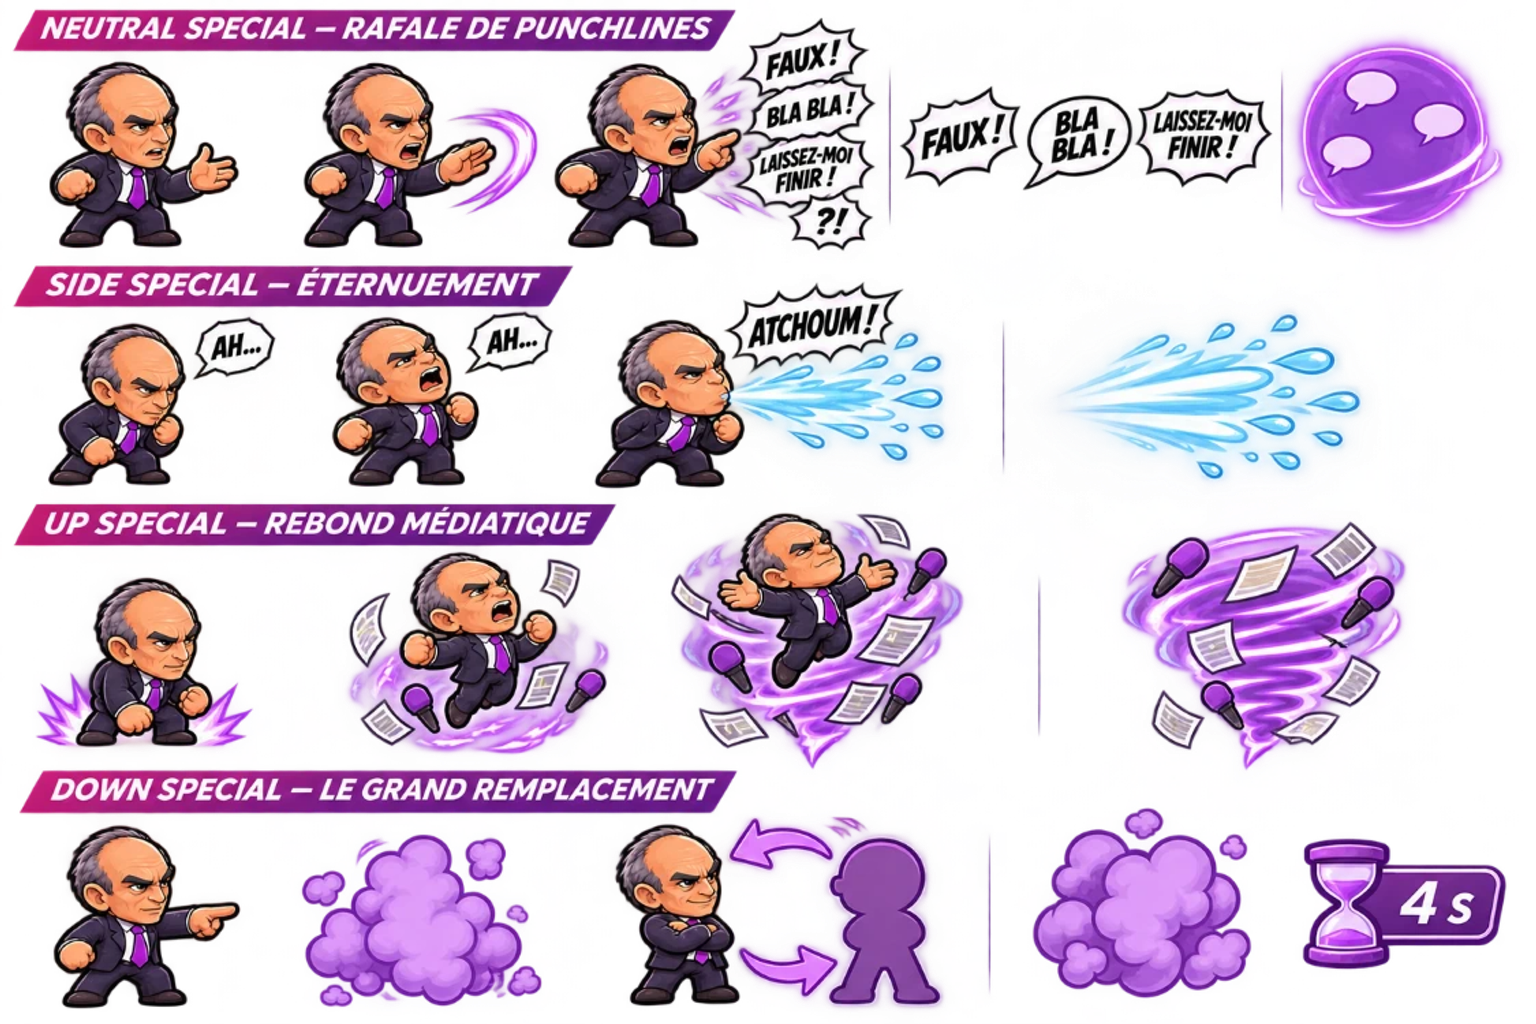 NEUTRAL SPECIAL – RAFALE DE PUNCHLINES
FAUX !
BLA BLA !
LAISSEZ-MOI
FINIR !
?!
FAUX !
BLA
BLA !
LAISSEZ-MOI
FINIR !
SIDE SPECIAL – ÉTERNUEMENT
AH...
AH...
ATCHOUM !
UP SPECIAL – REBOND MÉDIATIQUE
DOWN SPECIAL – LE GRAND REMPLACEMENT
4 s